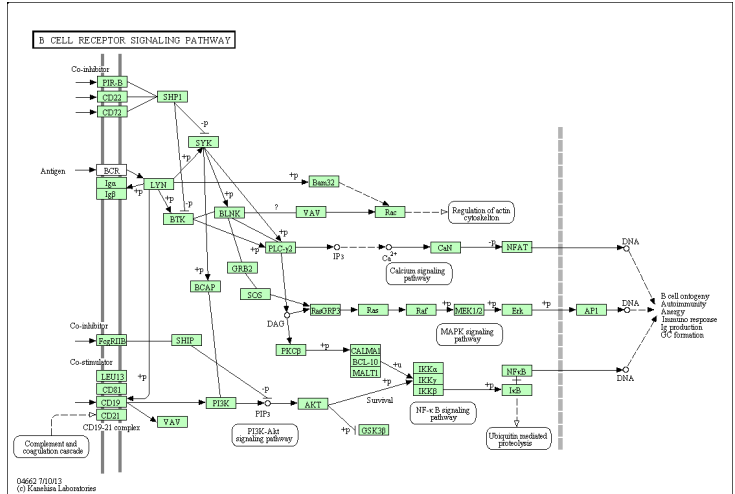 B CELL RECEPTOR SIGNALING PATHWAY
Co-inhibitor
PIR-B
CD22
CD72
SHP1
-p
SYK
+p
Antigen
BCR
Igα
Igβ
LYN
+p
+p
-p
BTK
+p
Bam32
+p
BLNK
?
VAV
Rac
Regulation of actin
cytoskelton
+p
+p
PLC-γ2
IP3
Ca2+
CaN
-p
NFAT
DNA
Calcium signaling
pathway
GRB2
+p
BCAP
SOS
DAG
RasGRP3
Ras
Raf
+p
MEK1/2
+p
Erk
+p
AP1
DNA
MAPK signaling
pathway
B cell ontogeny
Autoimmunity
Anergy
Immuno response
Ig production
GC formation
Co-inhibitor
FcgRIIB
SHIP
PKCβ
+p
CALMA1
BCL-10
MALT1
+u
IKKα
IKKγ
IKKβ
+p
NFκB
IκB
DNA
Co-stimulator
LEU13
CD81
CD19
CD21
+p
CD19-21 complex
VAV
PI3K
-p
PIP3
AKT
+p
Survival
+p
GSK3β
PI3K-Akt
signaling pathway
NF-κ B signaling
pathway
Ubiquitin mediated
proteolysis
Complement and
coagulation cascade
04662 7/10/13
(c) Kanehisa Laboratories